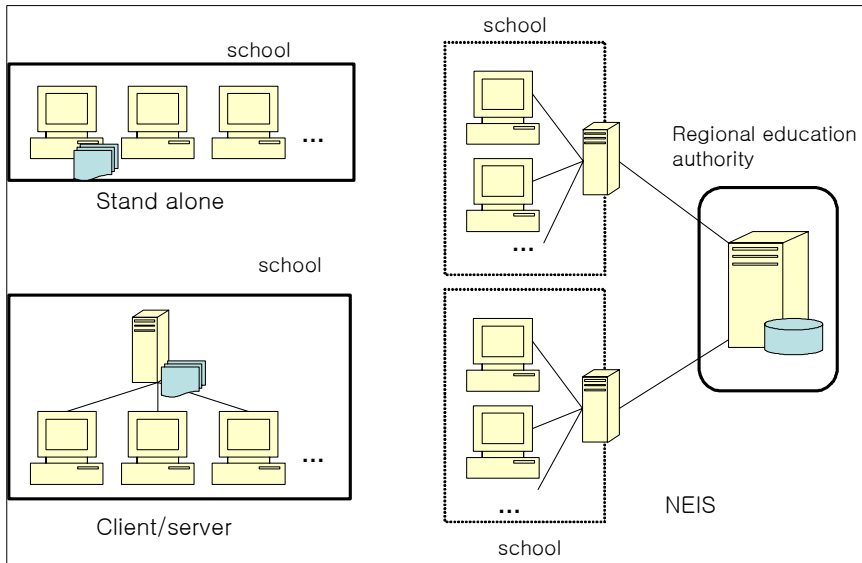 school
...
Stand alone
school
...
Client/server
school
...
Regional education
authority
...
NEIS
school